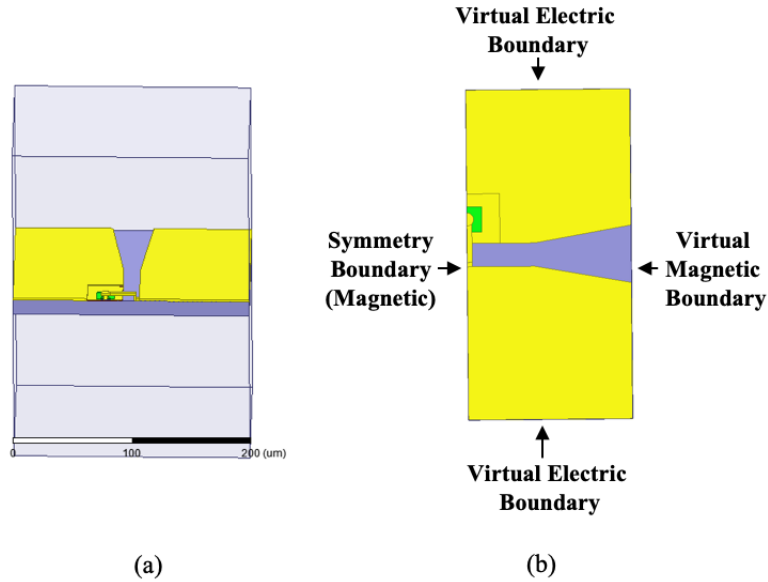 Virtual Electric
Boundary
Symmetry
Boundary
(Magnetic)
Virtual
Magnetic
Boundary
0
100
200 (um)
Virtual Electric
Boundary
(a)
(b)